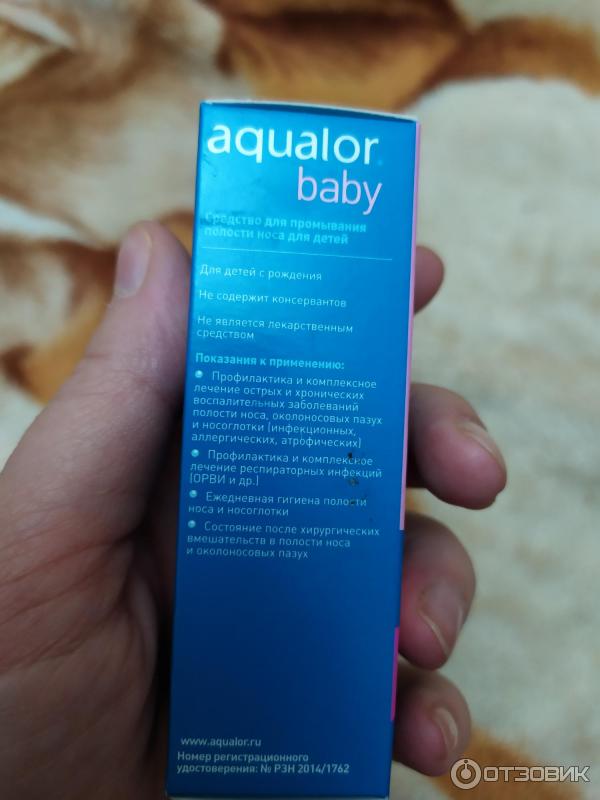 aqualor
baby
Средство для промывания
полости носа для детей
Для детей с рождения
Не содержит консервантов
Не является лекарственным
средством
Показания к применению:
Профилактика и комплексное
лечение острых и хронических
воспалительных заболеваний
полости носа, околоносовых пазух
и носоглотки (инфекционных,
аллергических, атрофических)
Профилактика и комплексное
лечение респираторных инфекций
(ОРВИ и др.)
Ежедневная гигиена полости
носа и носоглотки
Состояние после хирургических
вмешательств в полости носа
и околоносовых пазух
www.aqualor.ru
Номер регистрационного
удостоверения: № РЗН 2014/1762
ОТЗОВИК